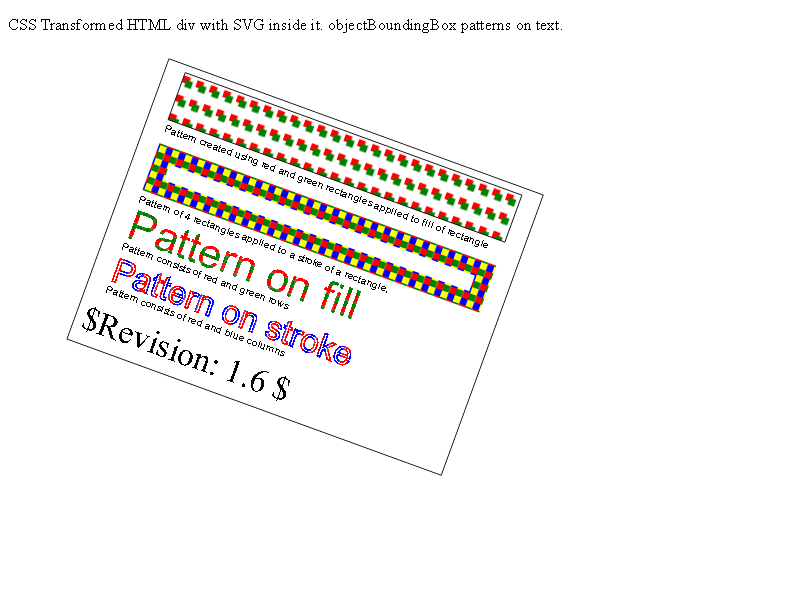 CSS Transformed HTML div with SVG inside it. objectBoundingBox patterns on text.
Pattern created using red and green rectangles applied to fill of rectangle
Pattern of 4 rectangles applied to a stroke of a rectangle.
Pattern on fill
Pattern consists of red and green rows
Pattern on stroke
Pattern consists of red and blue columns
$Revision: 1.6 $